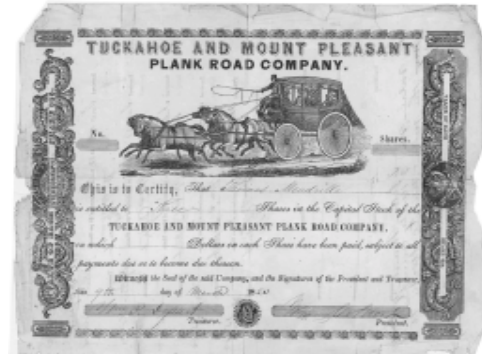 TUCKAHOE AND MOUNT PLEASANT
PLANK ROAD COMPANY.
No.
Shares.
This is to Certify, That
is entitled to Shares in the Capital Stock of the
TUCKAHOE AND MOUNT PLEASANT PLANK ROAD COMPANY.
on which Dollars on each Share have been paid, subject to all
payments due or to become due thereon.
Witness the Seal of the said Company, and the Signatures of the President and Treasurer,
this 9th day of March
Treasurer.
President.